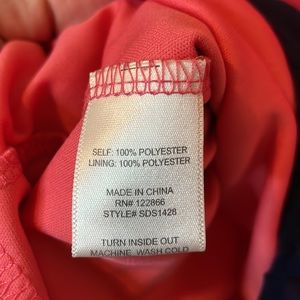 SELF: 100% POLYESTER
LINING: 100% POLYESTER
MADE IN CHINA
RN# 122866
STYLE# SDS1428
TURN INSIDE OUT
MACHINE WASH COLD